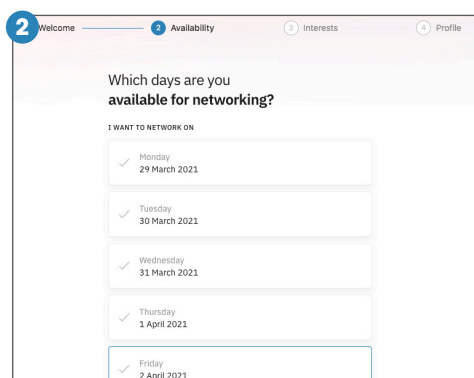 2
Welcome 2 Availability 3 Interests 4 Profile
Which days are you
available for networking?
I WANT TO NETWORK ON
Monday
29 March 2021
Tuesday
30 March 2021
Wednesday
31 March 2021
Thursday
1 April 2021
Friday
2 April 2021